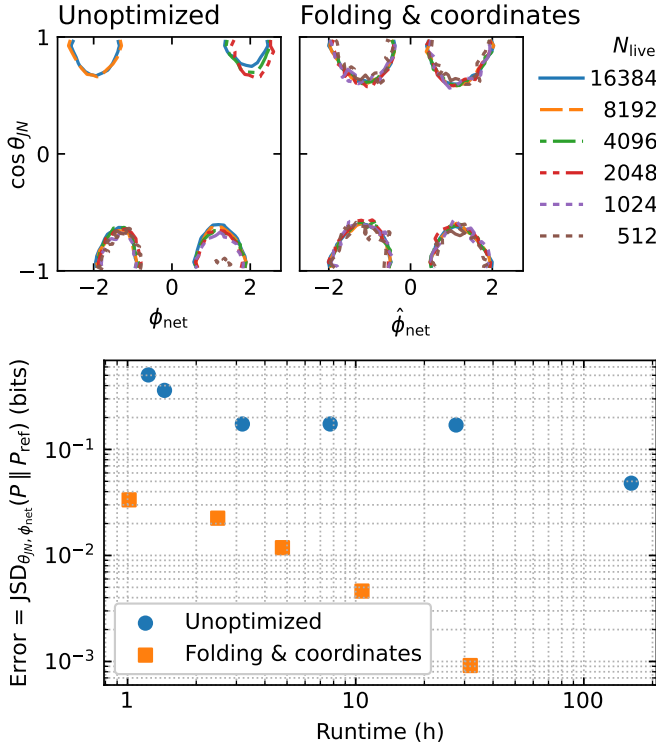 Unoptimized
Folding & coordinates
N_live
1
0
−1
cos θ_JN
−2
0
2
ϕ_net
−2
0
2
ϕ̂_net
16384
8192
4096
2048
1024
512
Error = JSD_θ_JN, ϕ_net (P ∥ P_ref) (bits)
10⁻¹
10⁻²
10⁻³
Unoptimized
Folding & coordinates
1
10
100
Runtime (h)